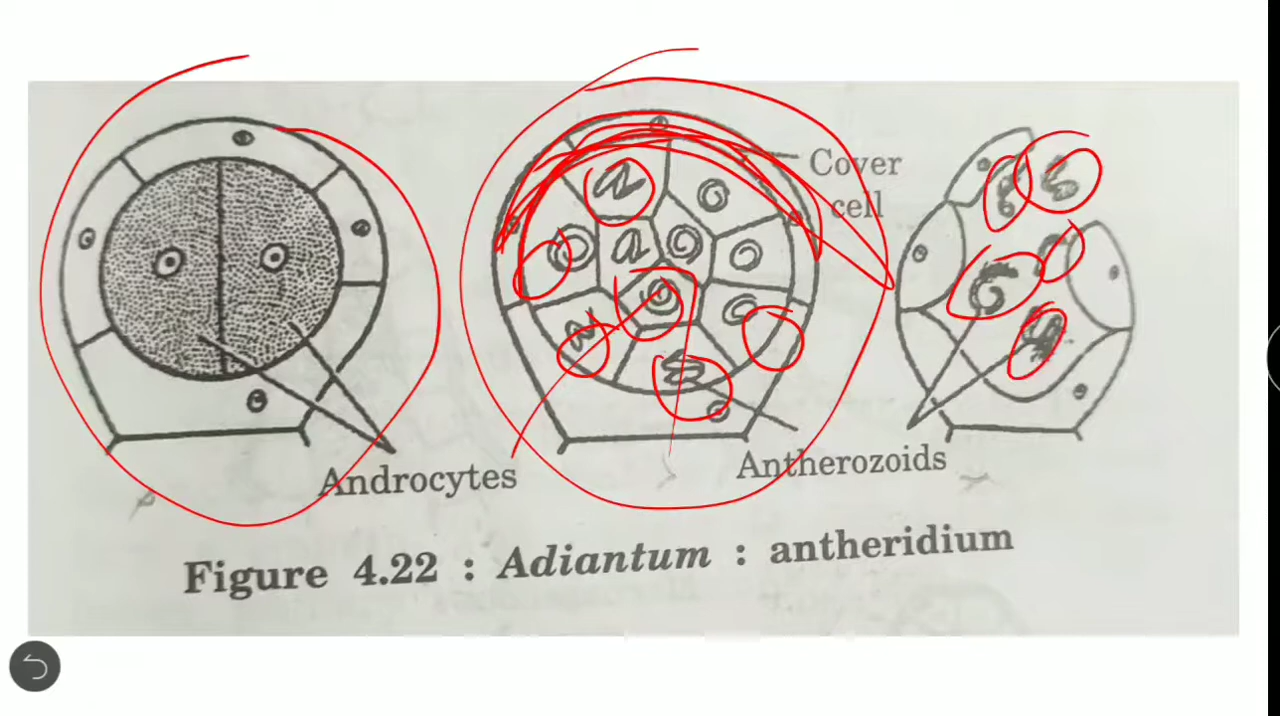 Cover
cell
Androcytes
Antherozoids
Figure 4.22 : Adiantum : antheridium